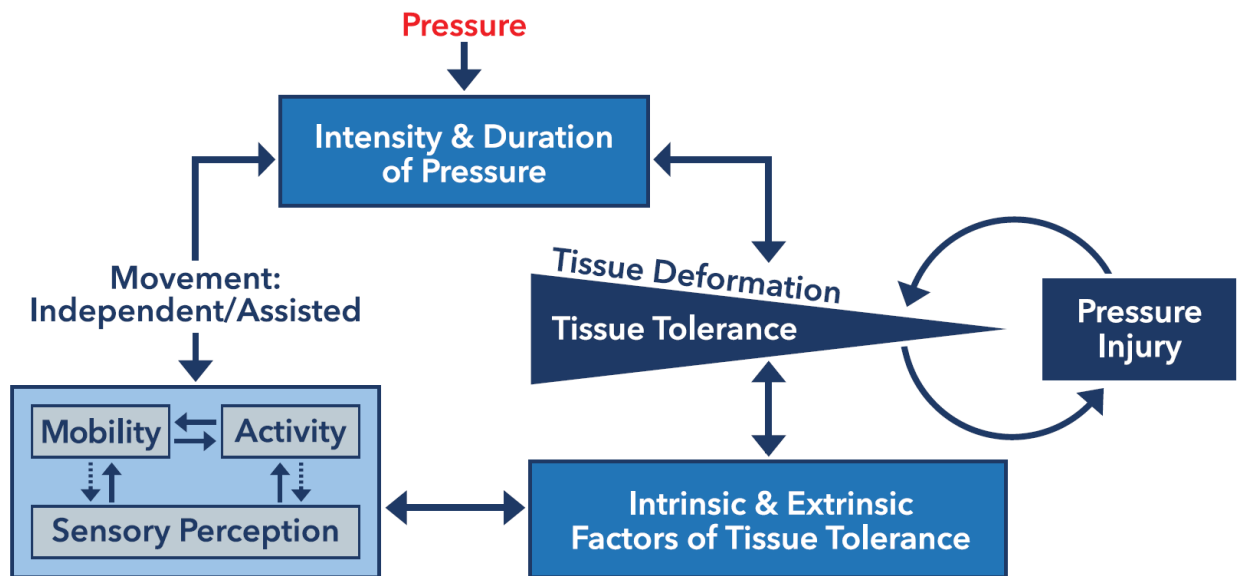 Pressure
Intensity & Duration
of Pressure
Movement:
Independent/Assisted
Tissue Deformation
Tissue Tolerance
Pressure
Injury
Mobility
Activity
Sensory Perception
Intrinsic & Extrinsic
Factors of Tissue Tolerance